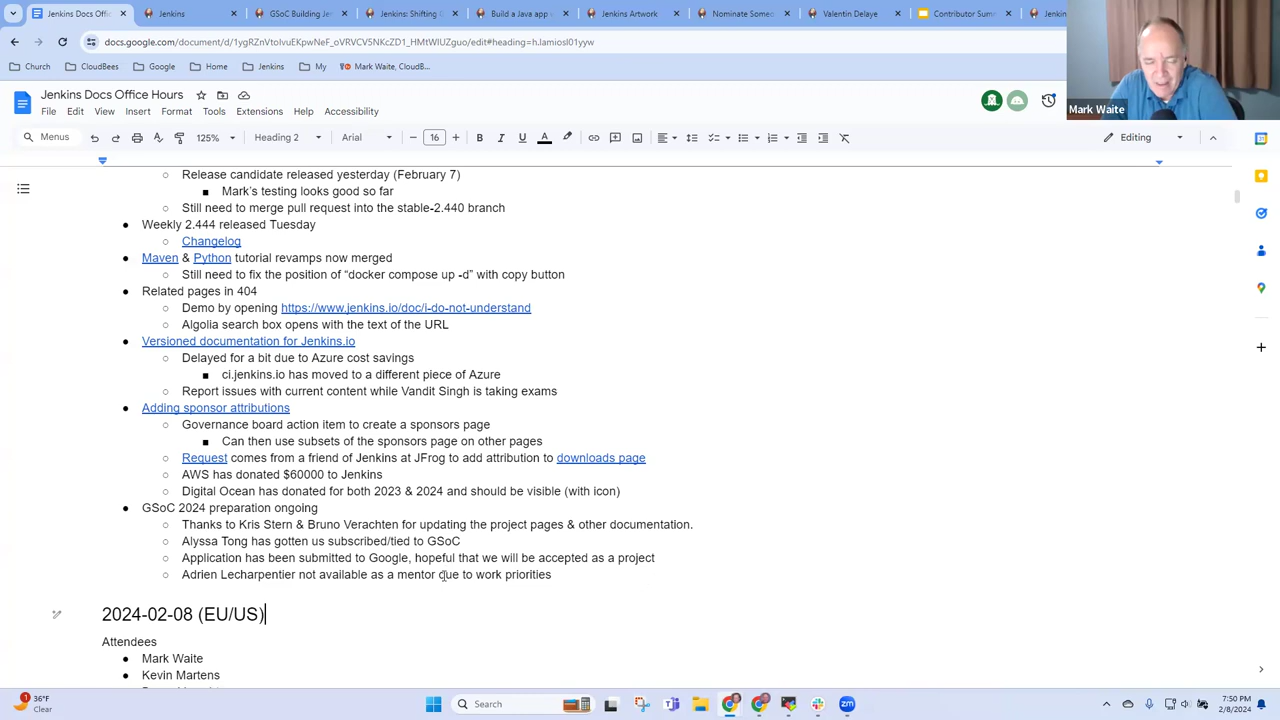 Jenkins Docs Of
Jenkins
GSoC Building Jen
Jenkins: Shifting G
Build a Java app
Jenkins Artwork
Nominate Someo
Valentin Delaye
Contributor Sum
Jenkin
docs.google.com/document/d/1ygRZnVtoIvuEKpwNeF_oVRVCV5NKcZD1_HMtWIUZguo/edit#heading=h.lamiosl01yyw
Church
CloudBees
Google
Home
Jenkins
My
Mark Waite, CloudB...
Jenkins Docs Office Hours
File Edit View Insert Format Tools Extensions Help Accessibility
Mark Waite
Menus
125%
Heading 2
Arial
16
Editing
Release candidate released yesterday (February 7)
Mark's testing looks good so far
Still need to merge pull request into the stable-2.440 branch
Weekly 2.444 released Tuesday
Changelog
Maven & Python tutorial revamps now merged
Still need to fix the position of “docker compose up -d” with copy button
Related pages in 404
Demo by opening https://www.jenkins.io/doc/i-do-not-understand
Algolia search box opens with the text of the URL
Versioned documentation for Jenkins.io
Delayed for a bit due to Azure cost savings
ci.jenkins.io has moved to a different piece of Azure
Report issues with current content while Vandit Singh is taking exams
Adding sponsor attributions
Governance board action item to create a sponsors page
Can then use subsets of the sponsors page on other pages
Request comes from a friend of Jenkins at JFrog to add attribution to downloads page
AWS has donated $60000 to Jenkins
Digital Ocean has donated for both 2023 & 2024 and should be visible (with icon)
GSoC 2024 preparation ongoing
Thanks to Kris Stern & Bruno Verachten for updating the project pages & other documentation.
Alyssa Tong has gotten us subscribed/tied to GSoC
Application has been submitted to Google, hopeful that we will be accepted as a project
Adrien Lecharpentier not available as a mentor due to work priorities
2024-02-08 (EU/US)
Attendees
Mark Waite
Kevin Martens
1
36°F
Clear
Search
7:50 PM
2/8/2024